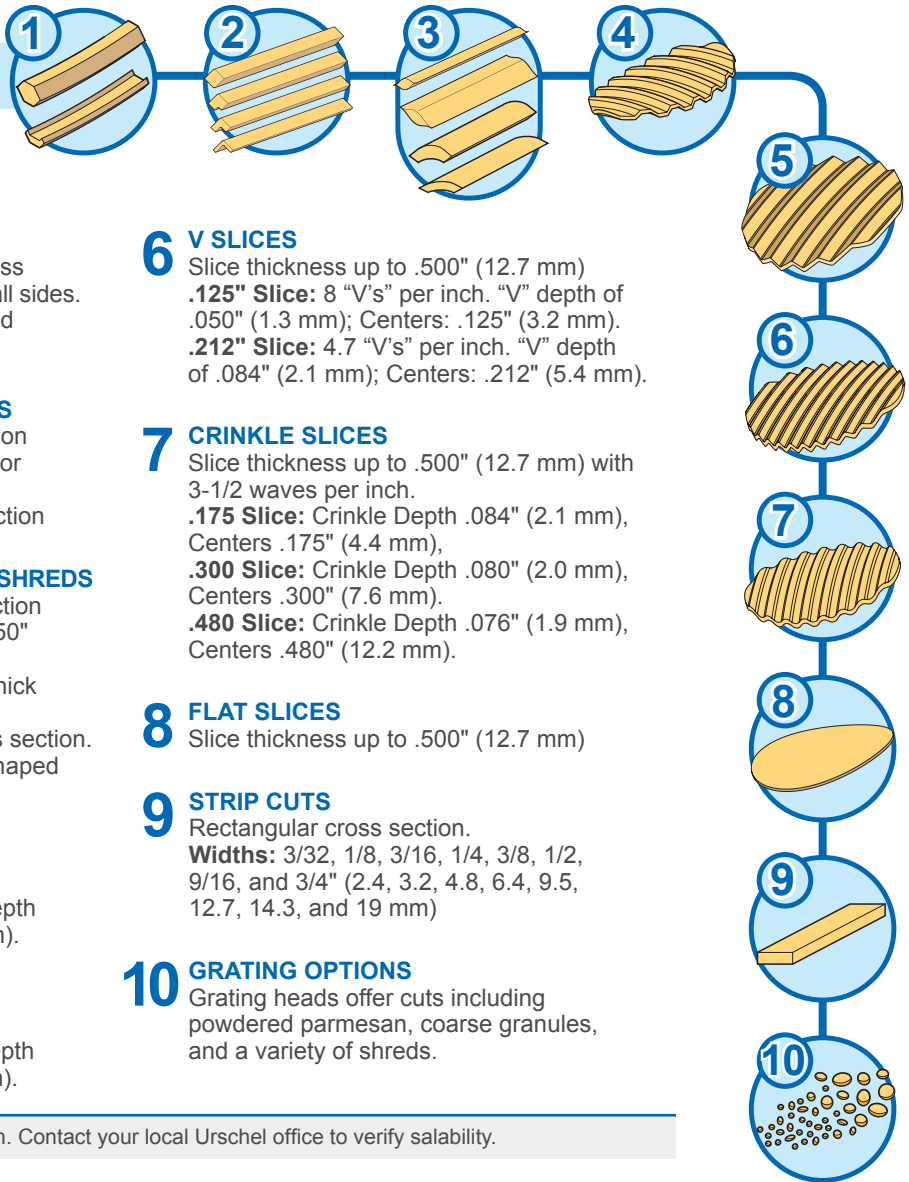 1
2
3
4
5
6
7
8
9
10
ss
all sides.
d
S
on
or
ction
SHREDS
ction
50"
hick
s section.
haped
epth
n).
epth
n).
6 V SLICES
Slice thickness up to .500" (12.7 mm)
.125" Slice: 8 “V’s” per inch. “V” depth of
.050" (1.3 mm); Centers: .125" (3.2 mm).
.212" Slice: 4.7 “V’s” per inch. “V” depth
of .084" (2.1 mm); Centers: .212" (5.4 mm).
7 CRINKLE SLICES
Slice thickness up to .500" (12.7 mm) with
3-1/2 waves per inch.
.175 Slice: Crinkle Depth .084" (2.1 mm),
Centers .175" (4.4 mm),
.300 Slice: Crinkle Depth .080" (2.0 mm),
Centers .300" (7.6 mm).
.480 Slice: Crinkle Depth .076" (1.9 mm),
Centers .480" (12.2 mm).
8 FLAT SLICES
Slice thickness up to .500" (12.7 mm)
9 STRIP CUTS
Rectangular cross section.
Widths: 3/32, 1/8, 3/16, 1/4, 3/8, 1/2,
9/16, and 3/4" (2.4, 3.2, 4.8, 6.4, 9.5,
12.7, 14.3, and 19 mm)
10 GRATING OPTIONS
Grating heads offer cuts including
powdered parmesan, coarse granules,
and a variety of shreds.
n. Contact your local Urschel office to verify salability.